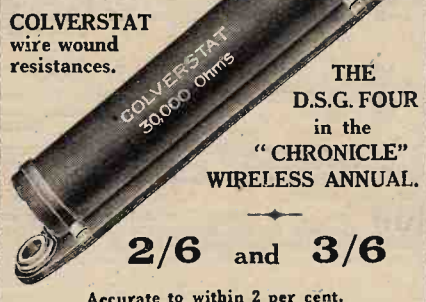 COLVERSTAT
wire wound
resistances.
COLVERSTAT
30,000 Ohms
THE
D.S.G. FOUR
in the
"CHRONICLE"
WIRELESS ANNUAL.
2/6 and 3/6
Accurate to within 2 per cent.